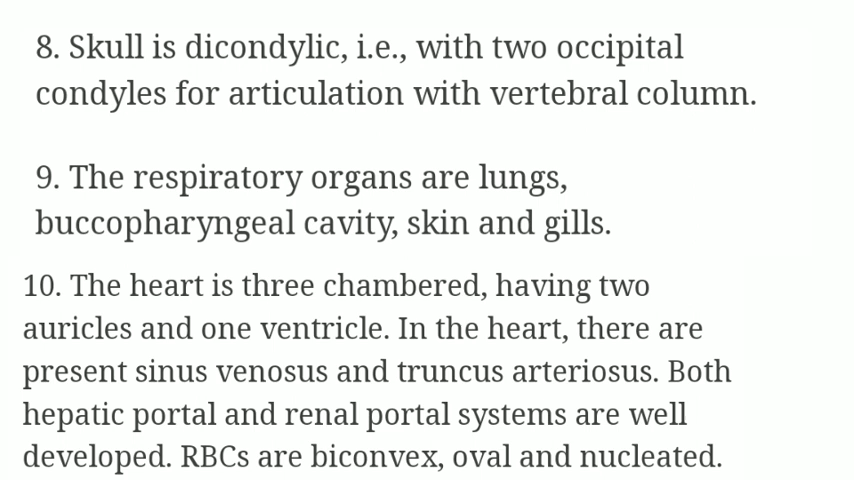 8. Skull is dicondylic, i.e., with two occipital
condyles for articulation with vertebral column.
9. The respiratory organs are lungs,
buccopharyngeal cavity, skin and gills.
10. The heart is three chambered, having two
auricles and one ventricle. In the heart, there are
present sinus venosus and truncus arteriosus. Both
hepatic portal and renal portal systems are well
developed. RBCs are biconvex, oval and nucleated.